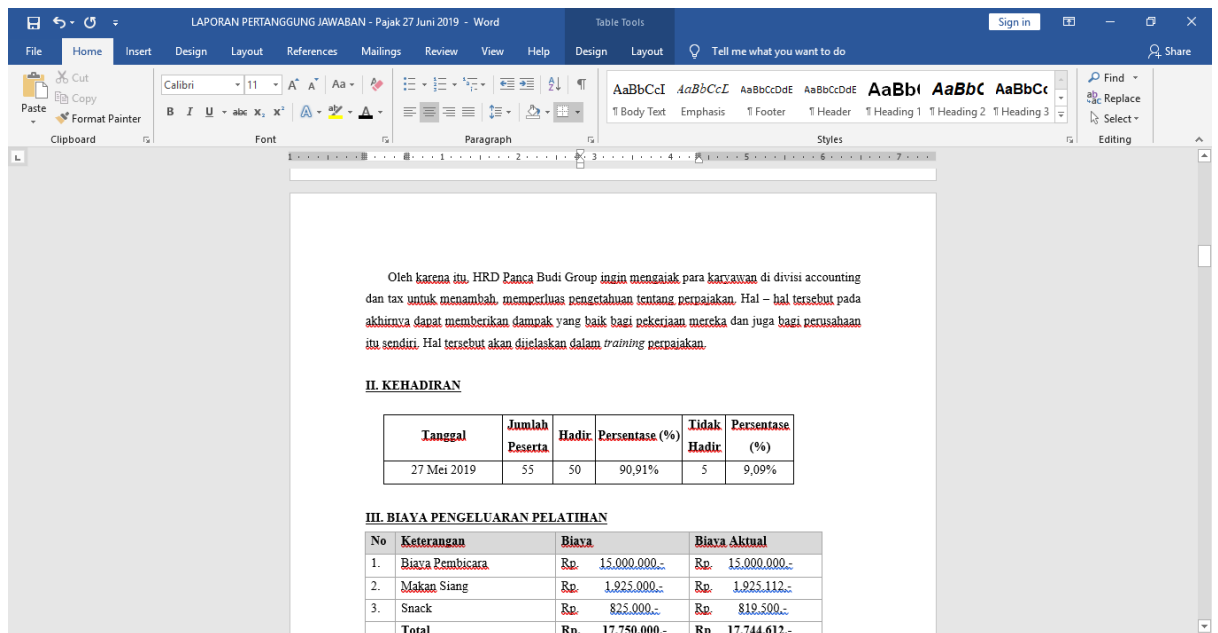 LAPORAN PERTANGGUNG JAWABAN - Pajak 27 Juni 2019 - Word
Table Tools
Sign in
File Home Insert Design Layout References Mailings Review View Help Design Layout Tell me what you want to do Share
Paste
Cut
Copy
Format Painter
Clipboard
Calibri 11
Font
Paragraph
AaBbCcI AaBbCcL AaBbCcDdE AaBbCcDdE AaBb( AaBbC AaBbCc
¶ Body Text Emphasis ¶ Footer ¶ Header ¶ Heading 1 ¶ Heading 2 ¶ Heading 3
Styles
Find
Replace
Select
Editing
1 1 2 3 4 5 6 7
Oleh karena itu, HRD Panca Budi Group ingin mengajak para karyawan di divisi accounting
dan tax untuk menambah, memperluas pengetahuan tentang perpajakan. Hal – hal tersebut pada
akhirnya dapat memberikan dampak yang baik bagi pekerjaan mereka dan juga bagi perusahaan
itu sendiri. Hal tersebut akan dijelaskan dalam training perpajakan.
II. KEHADIRAN
Tanggal Jumlah Peserta Hadir Persentase (%) Tidak Hadir Persentase (%)
27 Mei 2019 55 50 90,91% 5 9,09%
III. BIAYA PENGELUARAN PELATIHAN
No Keterangan Biaya Biaya Aktual
1. Biaya Pembicara Rp. 15.000.000,- Rp. 15.000.000,-
2. Makan Siang Rp. 1.925.000,- Rp. 1.925.112,-
3. Snack Rp. 825.000,- Rp. 819.500,-
Total Rp. 17.750.000,- Rp. 17.744.612,-